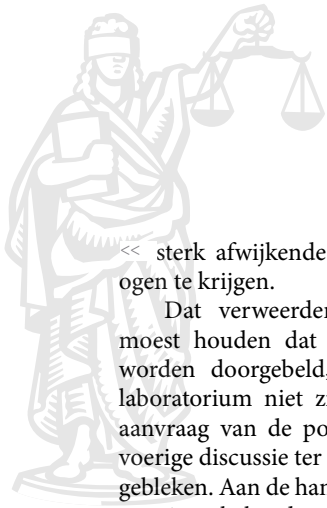 << sterk afwijkende
ogen te krijgen.
Dat verweerder
moest houden dat
worden doorgebeld,
laboratorium niet z
aanvraag van de po
voerige discussie ter
gebleken. Aan de han